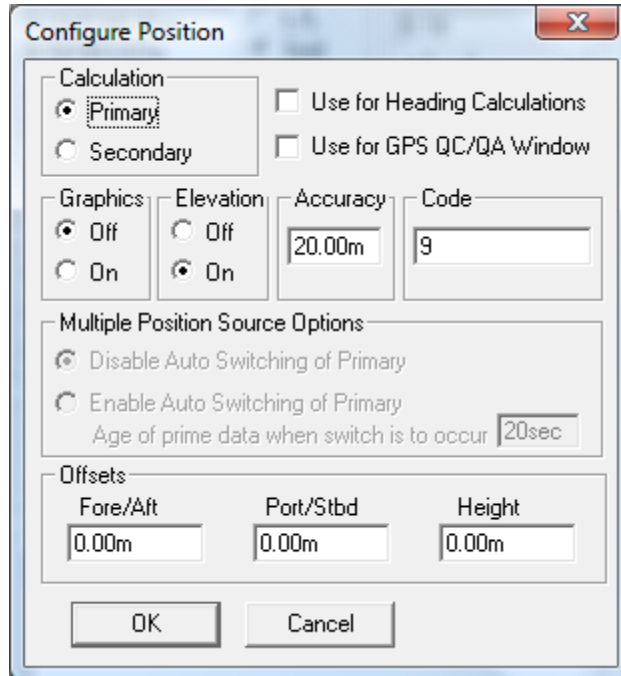 Configure Position
Calculation
Primary
Secondary
Use for Heading Calculations
Use for GPS QC/QA Window
Graphics
Off
On
Elevation
Off
On
Accuracy
20.00m
Code
9
Multiple Position Source Options
Disable Auto Switching of Primary
Enable Auto Switching of Primary
Age of prime data when switch is to occur 20sec
Offsets
Fore/Aft Port/Stbd Height
0.00m 0.00m 0.00m
OK Cancel